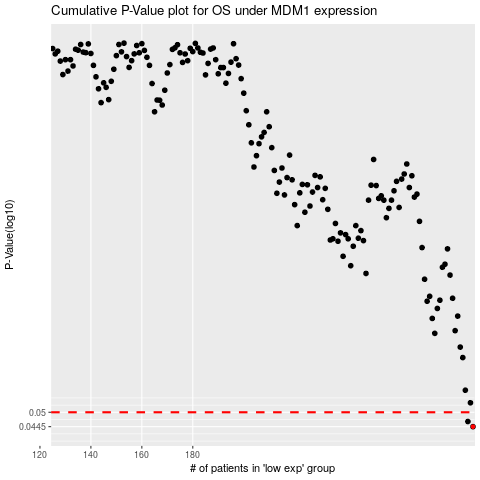 Cumulative P-Value plot for OS under MDM1 expression
P-Value(log10)
0.05
0.0445
120 140 160 180
# of patients in 'low exp' group